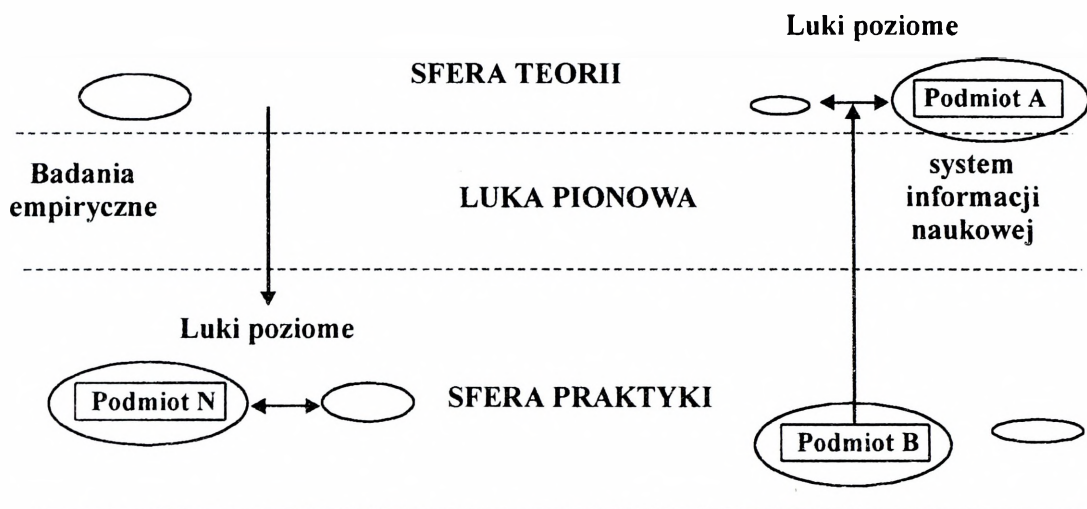 Luki poziome
SFERA TEORII
Podmiot A
Badania
empiryczne
LUKA PIONOWA
system
informacji
naukowej
Luki poziome
Podmiot N
SFERA PRAKTYKI
Podmiot B